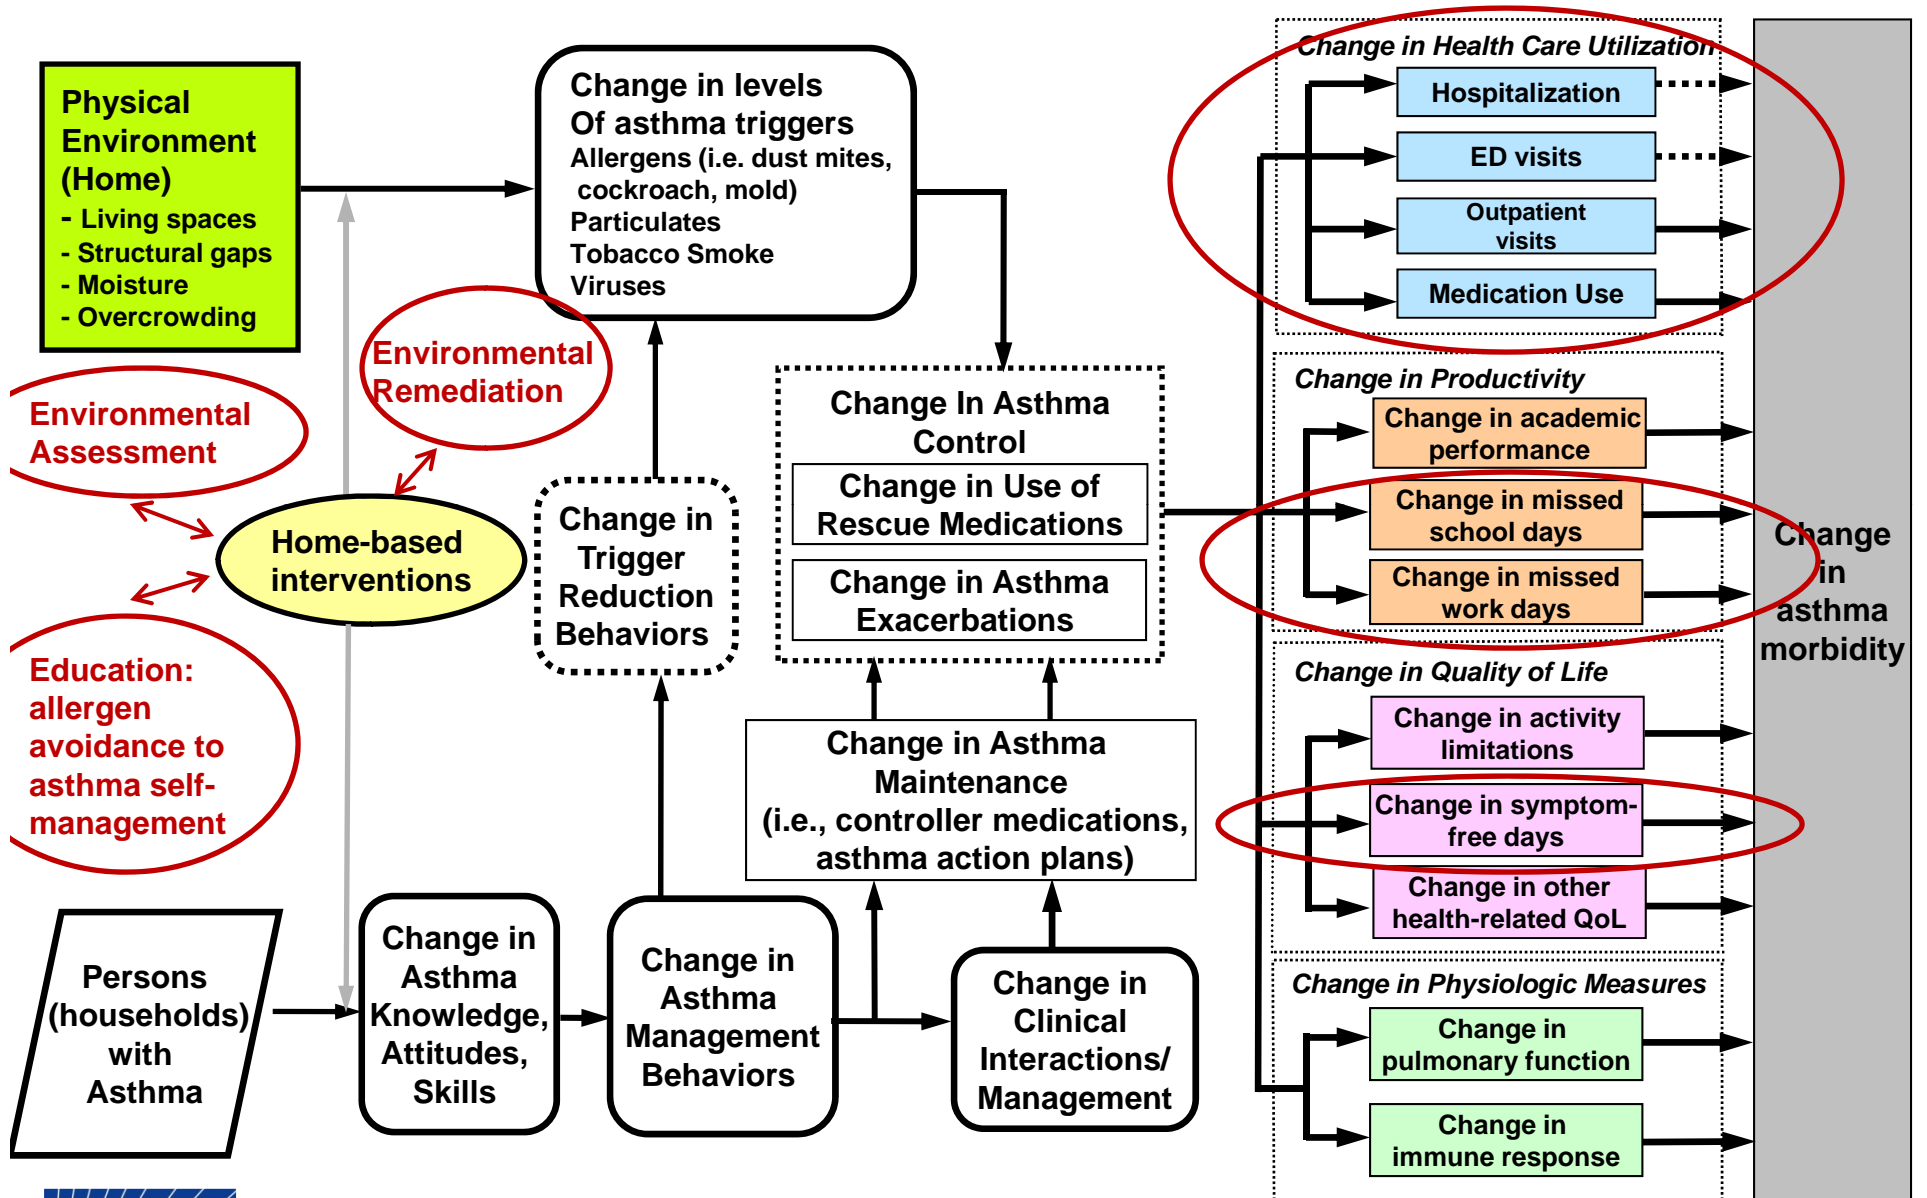 Physical
Environment
(Home)
- Living spaces
- Structural gaps
- Moisture
- Overcrowding
Change in levels
Of asthma triggers
Allergens (i.e. dust mites,
cockroach, mold)
Particulates
Tobacco Smoke
Viruses
Environmental
Remediation
Environmental
Assessment
Home-based
interventions
Education:
allergen
avoidance to
asthma self-
management
Change in
Trigger
Reduction
Behaviors
Change In Asthma
Control
Change in Use of
Rescue Medications
Change in Asthma
Exacerbations
Change in Asthma
Maintenance
(i.e., controller medications,
asthma action plans)
Persons
(households)
with
Asthma
Change in
Asthma
Knowledge,
Attitudes,
Skills
Change in
Asthma
Management
Behaviors
Change in
Clinical
Interactions/
Management
Change in Health Care Utilization
Hospitalization
ED visits
Outpatient
visits
Medication Use
Change in Productivity
Change in academic
performance
Change in missed
school days
Change in missed
work days
Change in Quality of Life
Change in activity
limitations
Change in symptom-
free days
Change in other
health-related QoL
Change in Physiologic Measures
Change in
pulmonary function
Change in
immune response
Change
in
asthma
morbidity